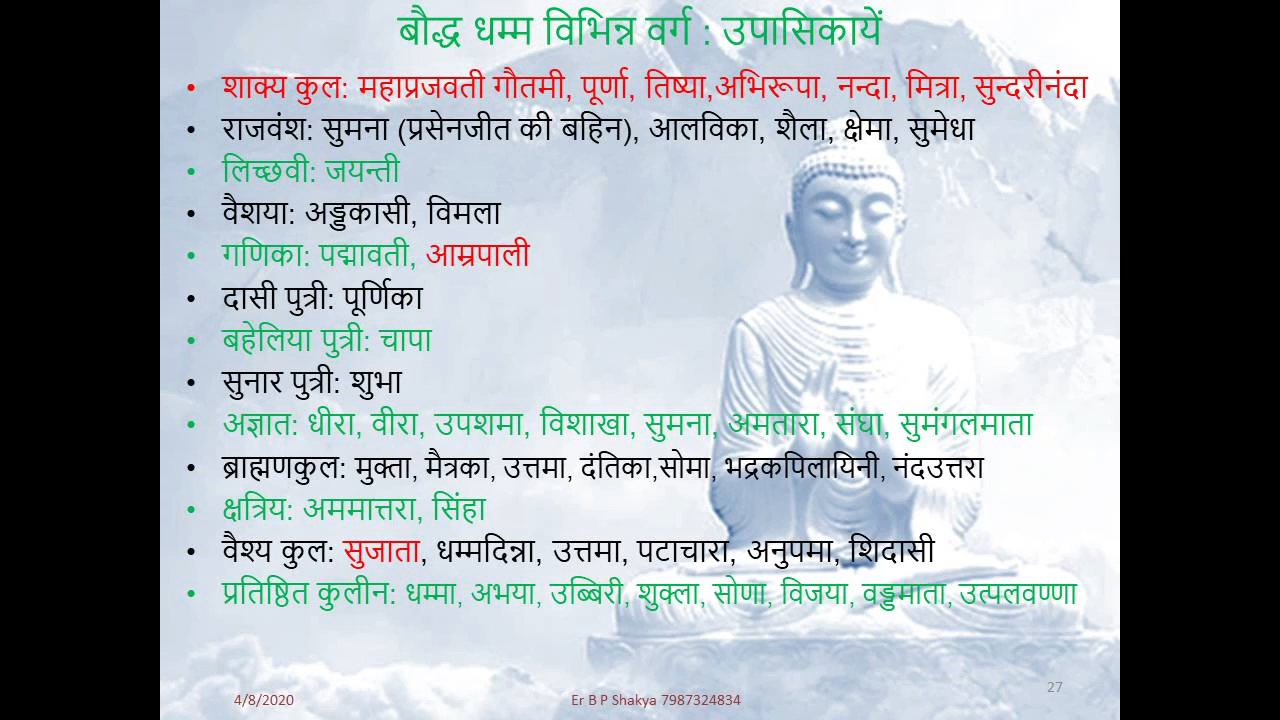 बौद्ध धम्म विभिन्न वर्ग : उपासिकायें
• शाक्य कुल: महाप्रजवती गौतमी, पूर्णा, तिष्या,अभिरूपा, नन्दा, मित्रा, सुन्दरीनंदा
• राजवंश: सुमना (प्रसेनजीत की बहिन), आलविका, शैला, क्षेमा, सुमेधा
• लिच्छवी: जयन्ती
• वैशया: अड्डकासी, विमला
• गणिका: पद्मावती, आम्रपाली
• दासी पुत्री: पूर्णिका
• बहेलिया पुत्री: चापा
• सुनार पुत्री: शुभा
• अज्ञात: धीरा, वीरा, उपशमा, विशाखा, सुमना, अमतारा, संघा, सुमंगलमाता
• ब्राह्मणकुल: मुक्ता, मैत्रका, उत्तमा, दंतिका,सोमा, भद्रकपिलायिनी, नंदउत्तरा
• क्षत्रिय: अममात्तरा, सिंहा
• वैश्य कुल: सुजाता, धम्मदिन्ना, उत्तमा, पटाचारा, अनुपमा, शिदासी
• प्रतिष्ठित कुलीन: धम्मा, अभया, उब्बिरी, शुक्ला, सोणा, विजया, वड्डमाता, उत्पलवण्णा
4/8/2020 Er B P Shakya 7987324834 27